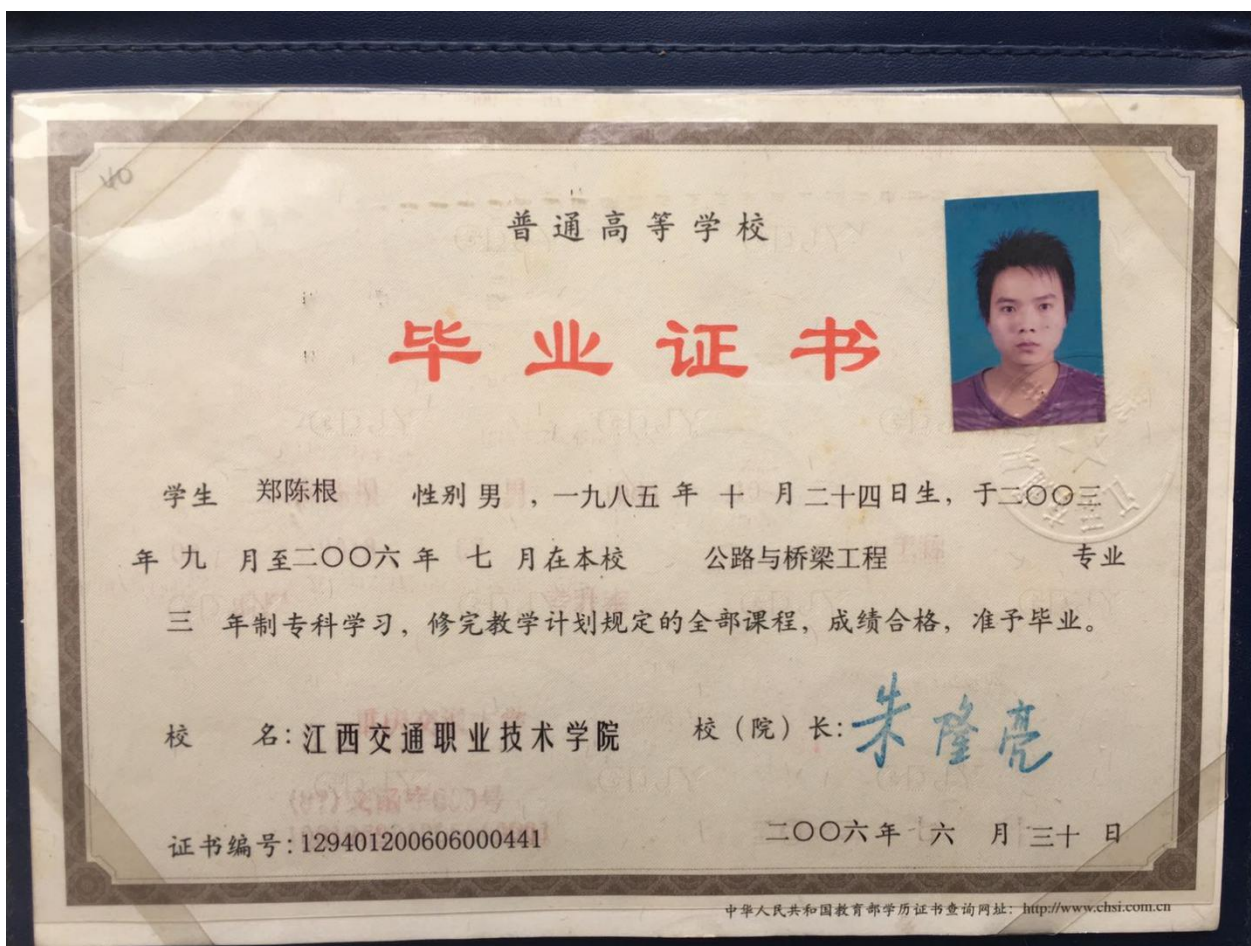 普通高等学校
毕业证书
学生 郑陈根 性别 男 ，一九八五 年 十 月 二十四 日生，于二〇〇三
年 九 月至二〇〇六 年 七 月在本校 公路与桥梁工程 专业
三 年制专科学习，修完教学计划规定的全部课程，成绩合格，准予毕业。
校 名：江西交通职业技术学院 校（院）长：朱隆亮
证书编号：129401200606000441 二〇〇六 年 六 月 三十 日
中华人民共和国教育部学历证书查询网址：http://www.chsi.com.cn